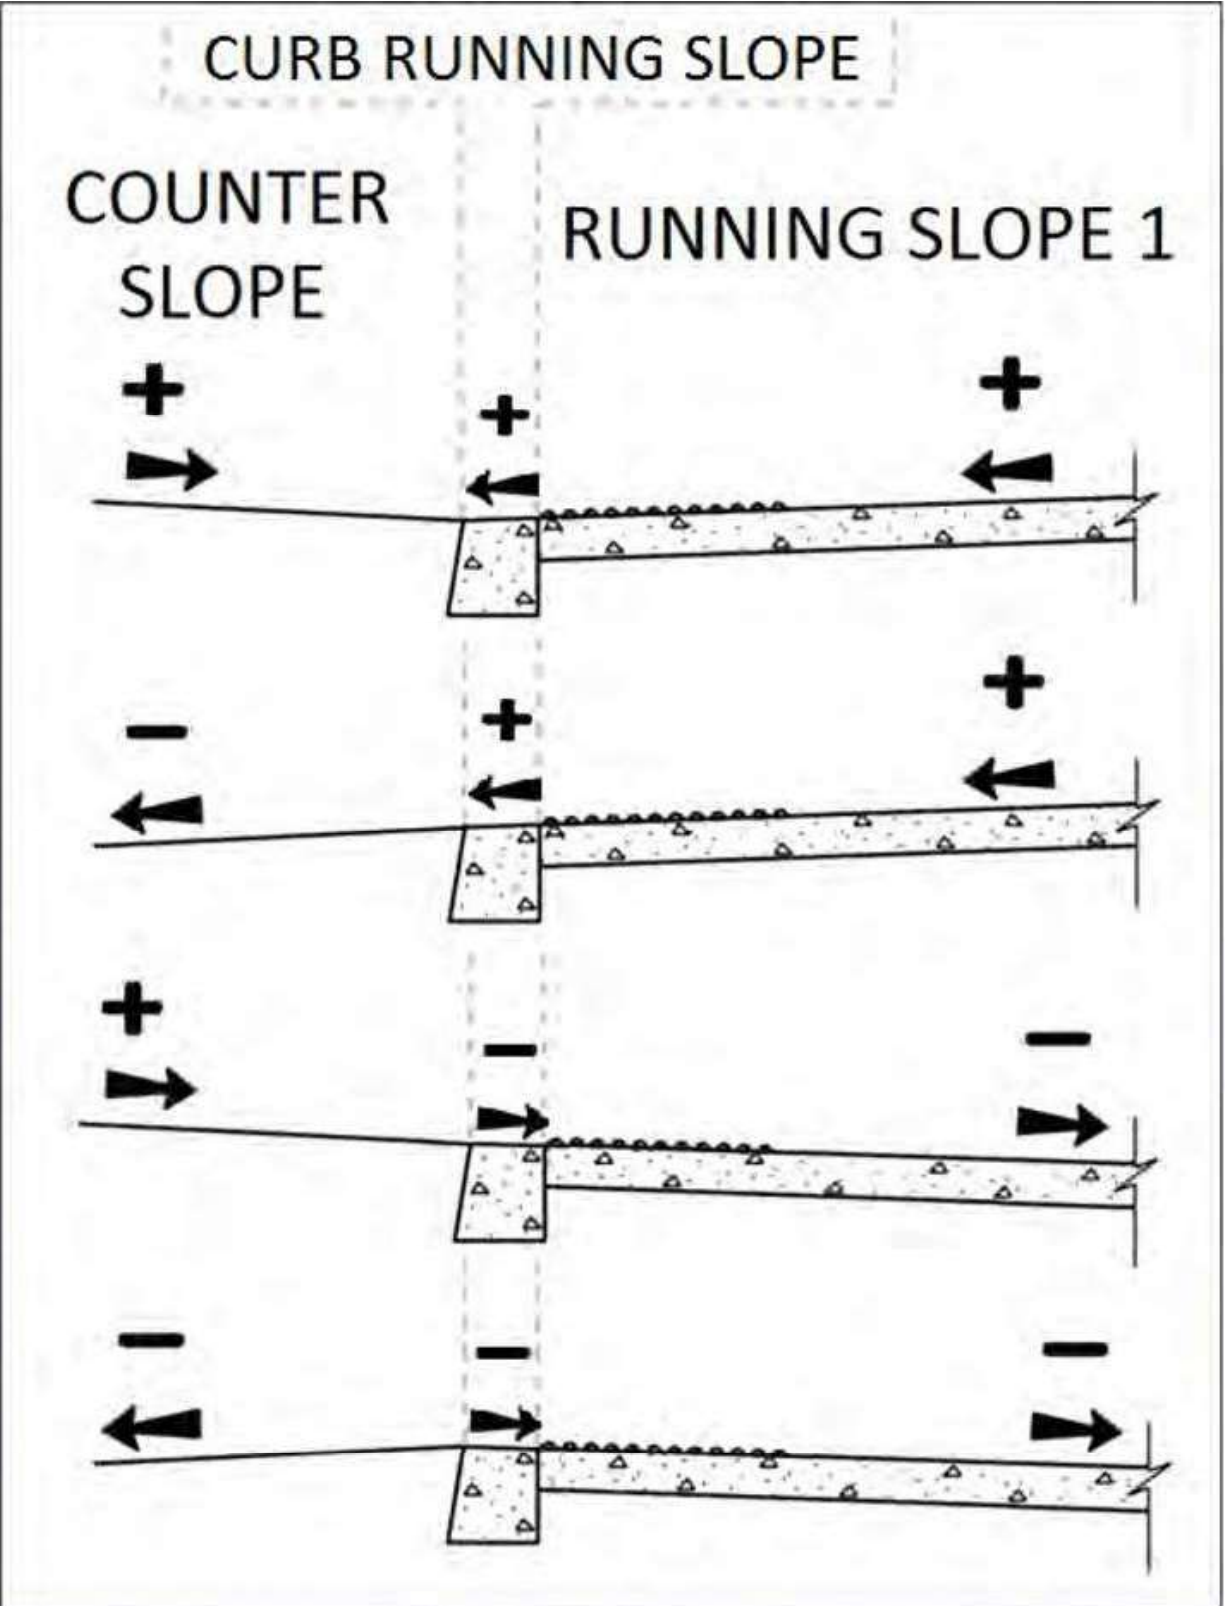 CURB RUNNING SLOPE
COUNTER
SLOPE
RUNNING SLOPE 1
+ + +
− + +
+ − −
− − −